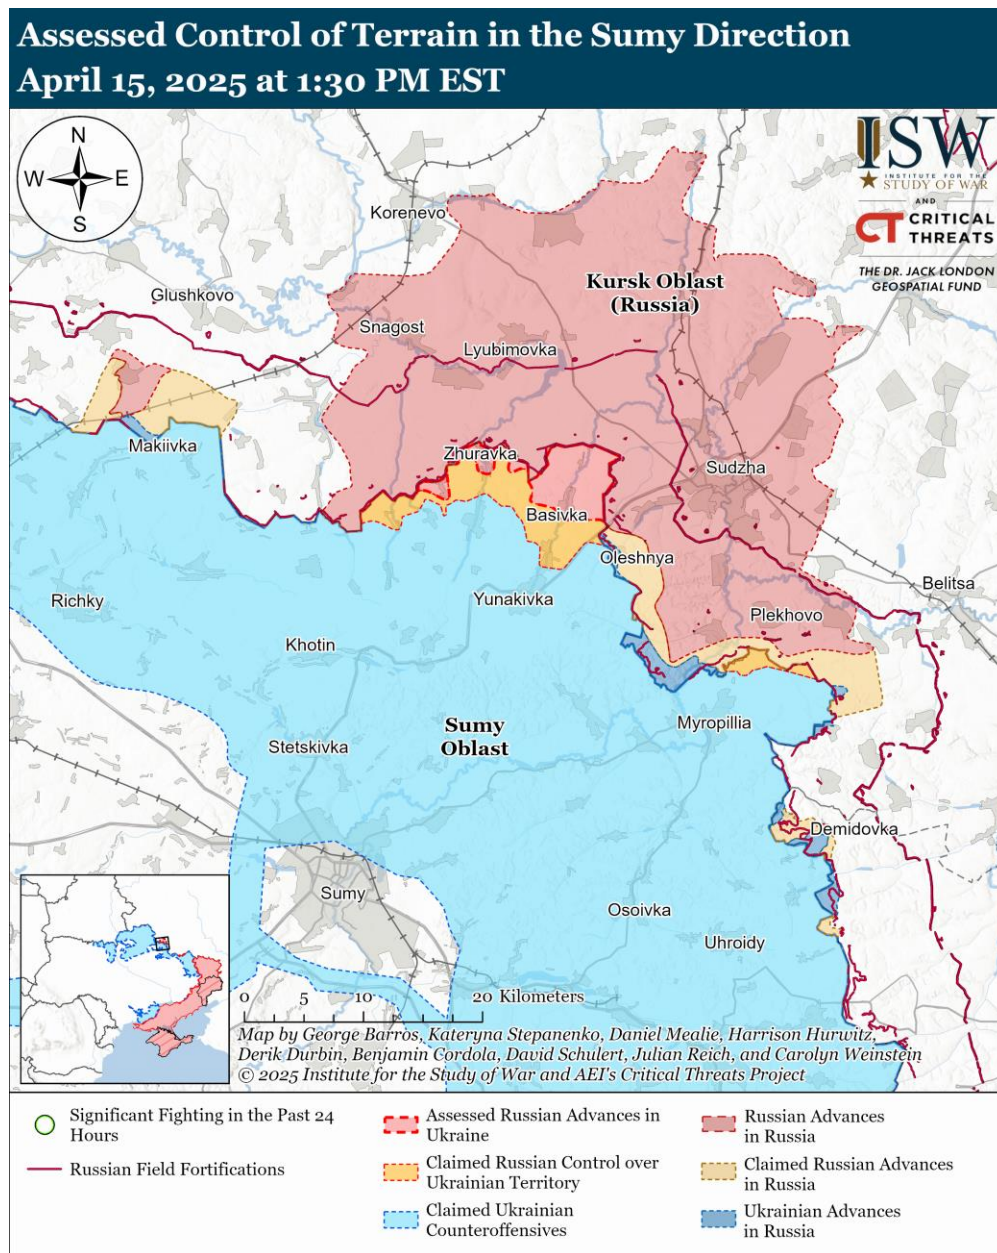 Assessed Control of Terrain in the Sumy Direction
April 15, 2025 at 1:30 PM EST
N
W E
S
ISW
INSTITUTE FOR THE
STUDY OF WAR
AND
CT CRITICAL
THREATS
THE DR. JACK LONDON
GEOSPATIAL FUND
Korenevo
Kursk Oblast
(Russia)
Glushkovo
Snagost
Lyubimovka
Makiivka
Zhuravka
Sudzha
Basivka
Oleshnya
Belitsa
Richky
Yunakivka
Plekhovo
Khotin
Sumy
Oblast
Myropillia
Stetskivka
Demidovka
Sumy
Osoivka
Uhroidy
0 5 10 20 Kilometers
Map by George Barros, Kateryna Stepanenko, Daniel Mealie, Harrison Hurwitz,
Derik Durbin, Benjamin Cordola, David Schulert, Julian Reich, and Carolyn Weinstein
© 2025 Institute for the Study of War and AEI's Critical Threats Project
Significant Fighting in the Past 24
Hours
Russian Field Fortifications
Assessed Russian Advances in
Ukraine
Claimed Russian Control over
Ukrainian Territory
Claimed Ukrainian
Counteroffensives
Russian Advances
in Russia
Claimed Russian Advances
in Russia
Ukrainian Advances
in Russia